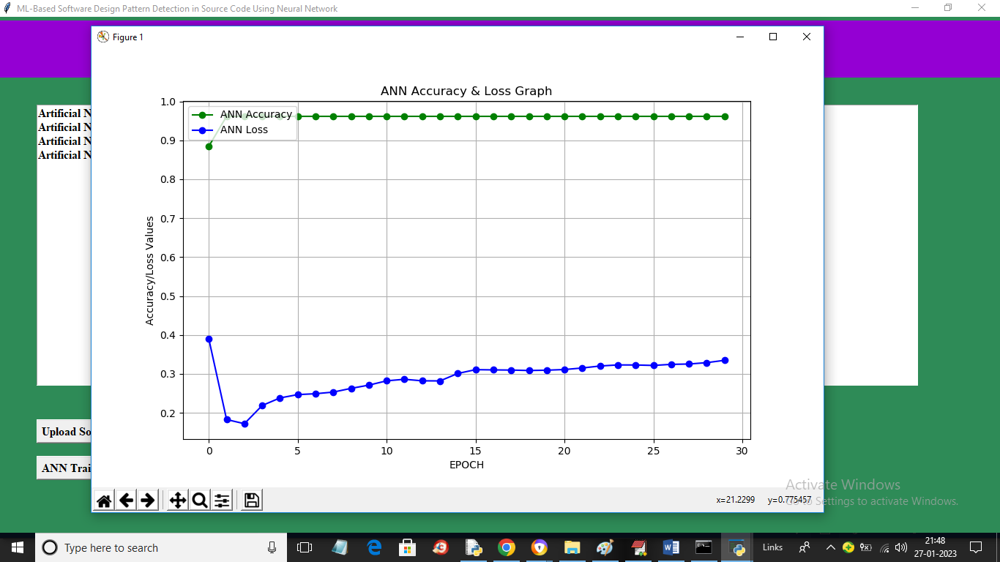 ML-Based Software Design Pattern Detection in Source Code Using Neural Network
Figure 1
Artificial N
Artificial N
Artificial N
Artificial N
ANN Accuracy & Loss Graph
ANN Accuracy
ANN Loss
Accuracy/Loss Values
1.0
0.9
0.8
0.7
0.6
0.5
0.4
0.3
0.2
0 5 10 15 20 25 30
EPOCH
Upload So
ANN Trai
x=21.2299 y=0.775457
Activate Windows
Go to Settings to activate Windows.
Type here to search
Links
21:48
27-01-2023